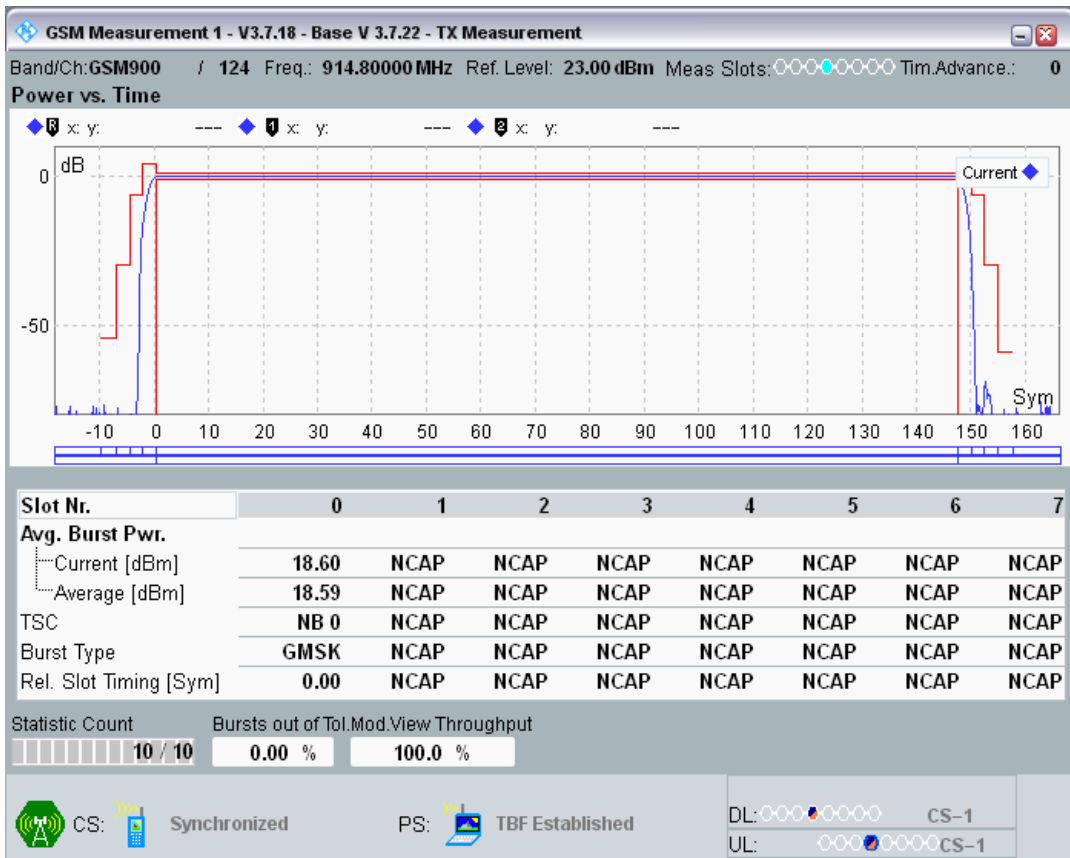 GSM Measurement 1 - V3.7.18 - Base V 3.7.22 - TX Measurement
Band/Ch:GSM900 / 124 Freq.: 914.80000 MHz Ref. Level: 23.00 dBm Meas Slots: Tim.Advance.: 0
Power vs. Time
R x: y: --- 1 x: y: --- 2 x: y: ---
dB
Current
0
-50
Sym
-10 0 10 20 30 40 50 60 70 80 90 100 110 120 130 140 150 160
Slot Nr. 0 1 2 3 4 5 6 7
Avg. Burst Pwr.
Current [dBm] 18.60 NCAP NCAP NCAP NCAP NCAP NCAP NCAP
Average [dBm] 18.59 NCAP NCAP NCAP NCAP NCAP NCAP NCAP
TSC NB 0 NCAP NCAP NCAP NCAP NCAP NCAP NCAP
Burst Type GMSK NCAP NCAP NCAP NCAP NCAP NCAP NCAP
Rel. Slot Timing [Sym] 0.00 NCAP NCAP NCAP NCAP NCAP NCAP NCAP
Statistic Count Bursts out of Tol.Mod.View Throughput
10 / 10 0.00 % 100.0 %
CS: Synchronized PS: TBF Established
DL: CS-1
UL: CS-1